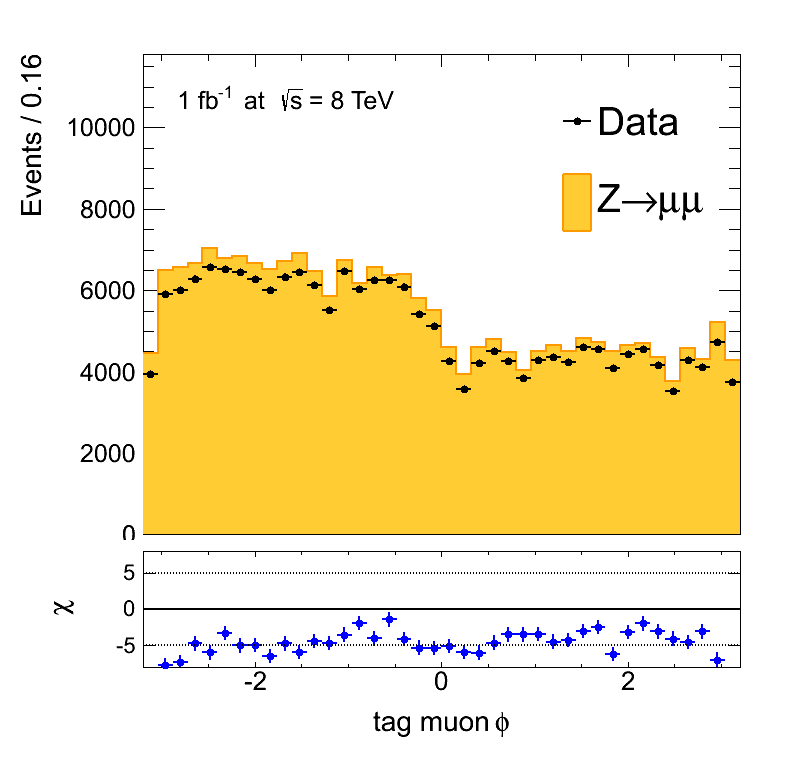 Events / 0.16
1 fb⁻¹ at √s = 8 TeV
Data
Z→μμ
10000
8000
6000
4000
2000
0
χ
5
0
-5
-2
0
2
tag muon ϕ